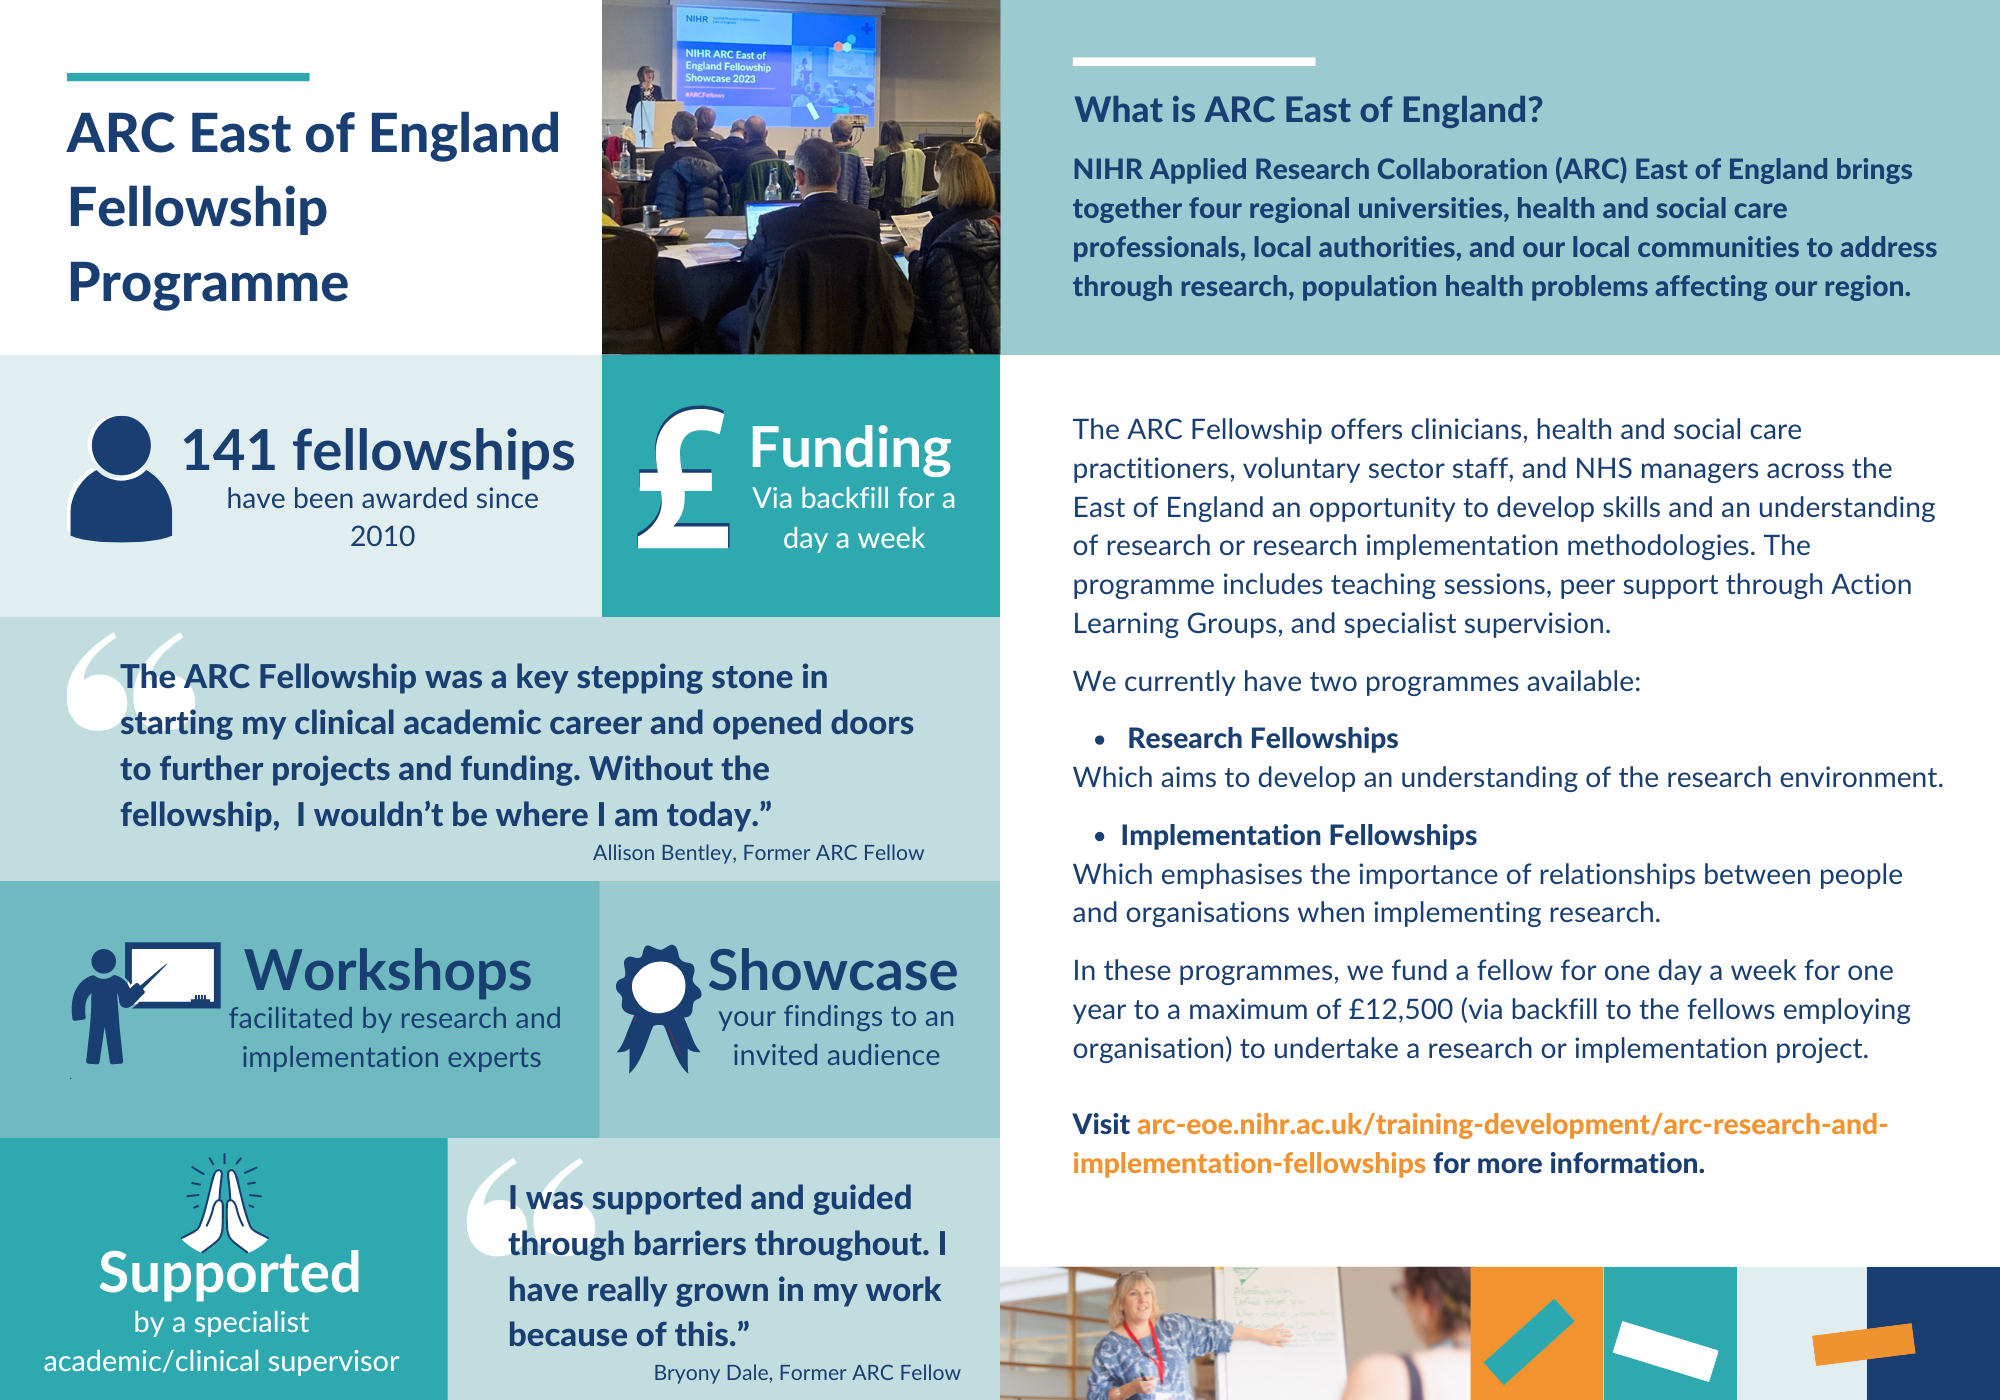 ARC East of England
Fellowship
Programme
NIHR
NIHR ARC East of
England Fellowship
Showcase 2023
#ARCFellows
141 fellowships
have been awarded since
2010
£
Funding
Via backfill for a
day a week
“The ARC Fellowship was a key stepping stone in
starting my clinical academic career and opened doors
to further projects and funding. Without the
fellowship,  I wouldn’t be where I am today.”
Allison Bentley, Former ARC Fellow
Workshops
facilitated by research and
implementation experts
Showcase
your findings to an
invited audience
Supported
by a specialist
academic/clinical supervisor
“I was supported and guided
through barriers throughout. I
have really grown in my work
because of this.”
Bryony Dale, Former ARC Fellow
What is ARC East of England?
NIHR Applied Research Collaboration (ARC) East of England brings
together four regional universities, health and social care
professionals, local authorities, and our local communities to address
through research, population health problems affecting our region.
The ARC Fellowship offers clinicians, health and social care
practitioners, voluntary sector staff, and NHS managers across the
East of England an opportunity to develop skills and an understanding
of research or research implementation methodologies. The
programme includes teaching sessions, peer support through Action
Learning Groups, and specialist supervision.
We currently have two programmes available:
• Research Fellowships
Which aims to develop an understanding of the research environment.
• Implementation Fellowships
Which emphasises the importance of relationships between people
and organisations when implementing research.
In these programmes, we fund a fellow for one day a week for one
year to a maximum of £12,500 (via backfill to the fellows employing
organisation) to undertake a research or implementation project.
Visit arc-eoe.nihr.ac.uk/training-development/arc-research-and-
implementation-fellowships for more information.